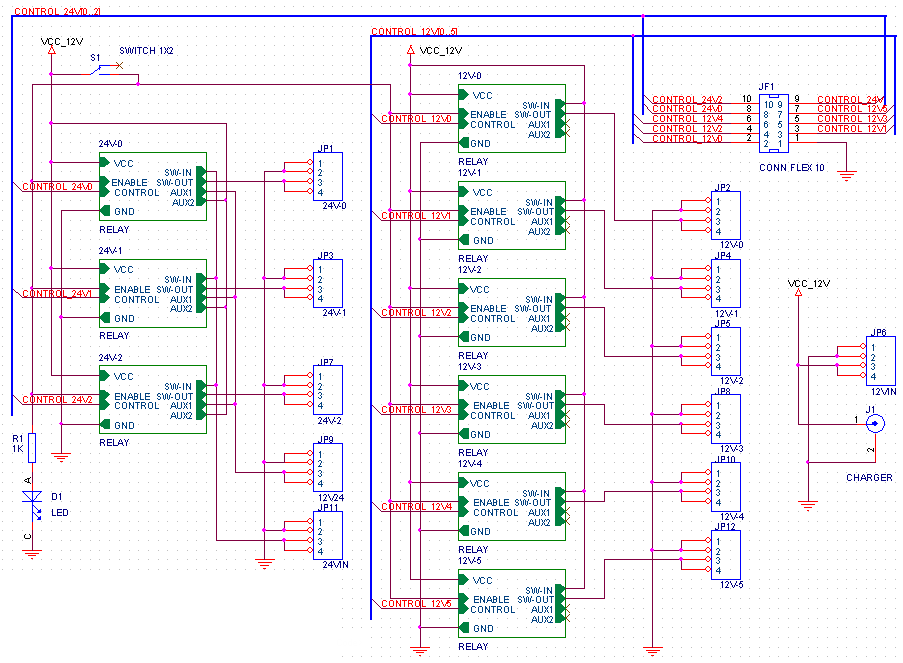 CONTROL 24V[0..2]
VCC_12V
S1
SWITCH 1X2
24V-0
VCC
ENABLE
CONTROL
GND
SW-IN
SW-OUT
AUX1
AUX2
RELAY
CONTROL 24V0
JP1
1
2
3
4
24V-0
24V-1
VCC
ENABLE
CONTROL
GND
SW-IN
SW-OUT
AUX1
AUX2
RELAY
CONTROL 24V1
JP3
1
2
3
4
24V-1
24V-2
VCC
ENABLE
CONTROL
GND
SW-IN
SW-OUT
AUX1
AUX2
RELAY
CONTROL 24V2
JP7
1
2
3
4
24V-2
JP9
1
2
3
4
12V24
JP11
1
2
3
4
24VIN
R1
1K
A
D1
LED
C
CONTROL 12V[0..5]
VCC_12V
12V-0
VCC
ENABLE
CONTROL
GND
SW-IN
SW-OUT
AUX1
AUX2
RELAY
CONTROL 12V0
12V-1
VCC
ENABLE
CONTROL
GND
SW-IN
SW-OUT
AUX1
AUX2
RELAY
CONTROL 12V1
12V-2
VCC
ENABLE
CONTROL
GND
SW-IN
SW-OUT
AUX1
AUX2
RELAY
CONTROL 12V2
12V-3
VCC
ENABLE
CONTROL
GND
SW-IN
SW-OUT
AUX1
AUX2
RELAY
CONTROL 12V3
12V-4
VCC
ENABLE
CONTROL
GND
SW-IN
SW-OUT
AUX1
AUX2
RELAY
CONTROL 12V4
12V-5
VCC
ENABLE
CONTROL
GND
SW-IN
SW-OUT
AUX1
AUX2
RELAY
CONTROL 12V5
JP2
1
2
3
4
12V-0
JP4
1
2
3
4
12V-1
JP5
1
2
3
4
12V-2
JP8
1
2
3
4
12V-3
JP10
1
2
3
4
12V-4
JP12
1
2
3
4
12V-5
JF1
CONTROL 24V2 10 10 9 9
CONTROL 24V0 8 8 7 7 CONTROL 12V5
CONTROL 12V4 6 6 5 5 CONTROL 12V3
CONTROL 12V2 4 4 3 3 CONTROL 12V1
CONTROL 12V0 2 2 1 1
CONN FLEX 10
VCC_12V
JP6
1
2
3
4
12VIN
J1
1
2
CHARGER